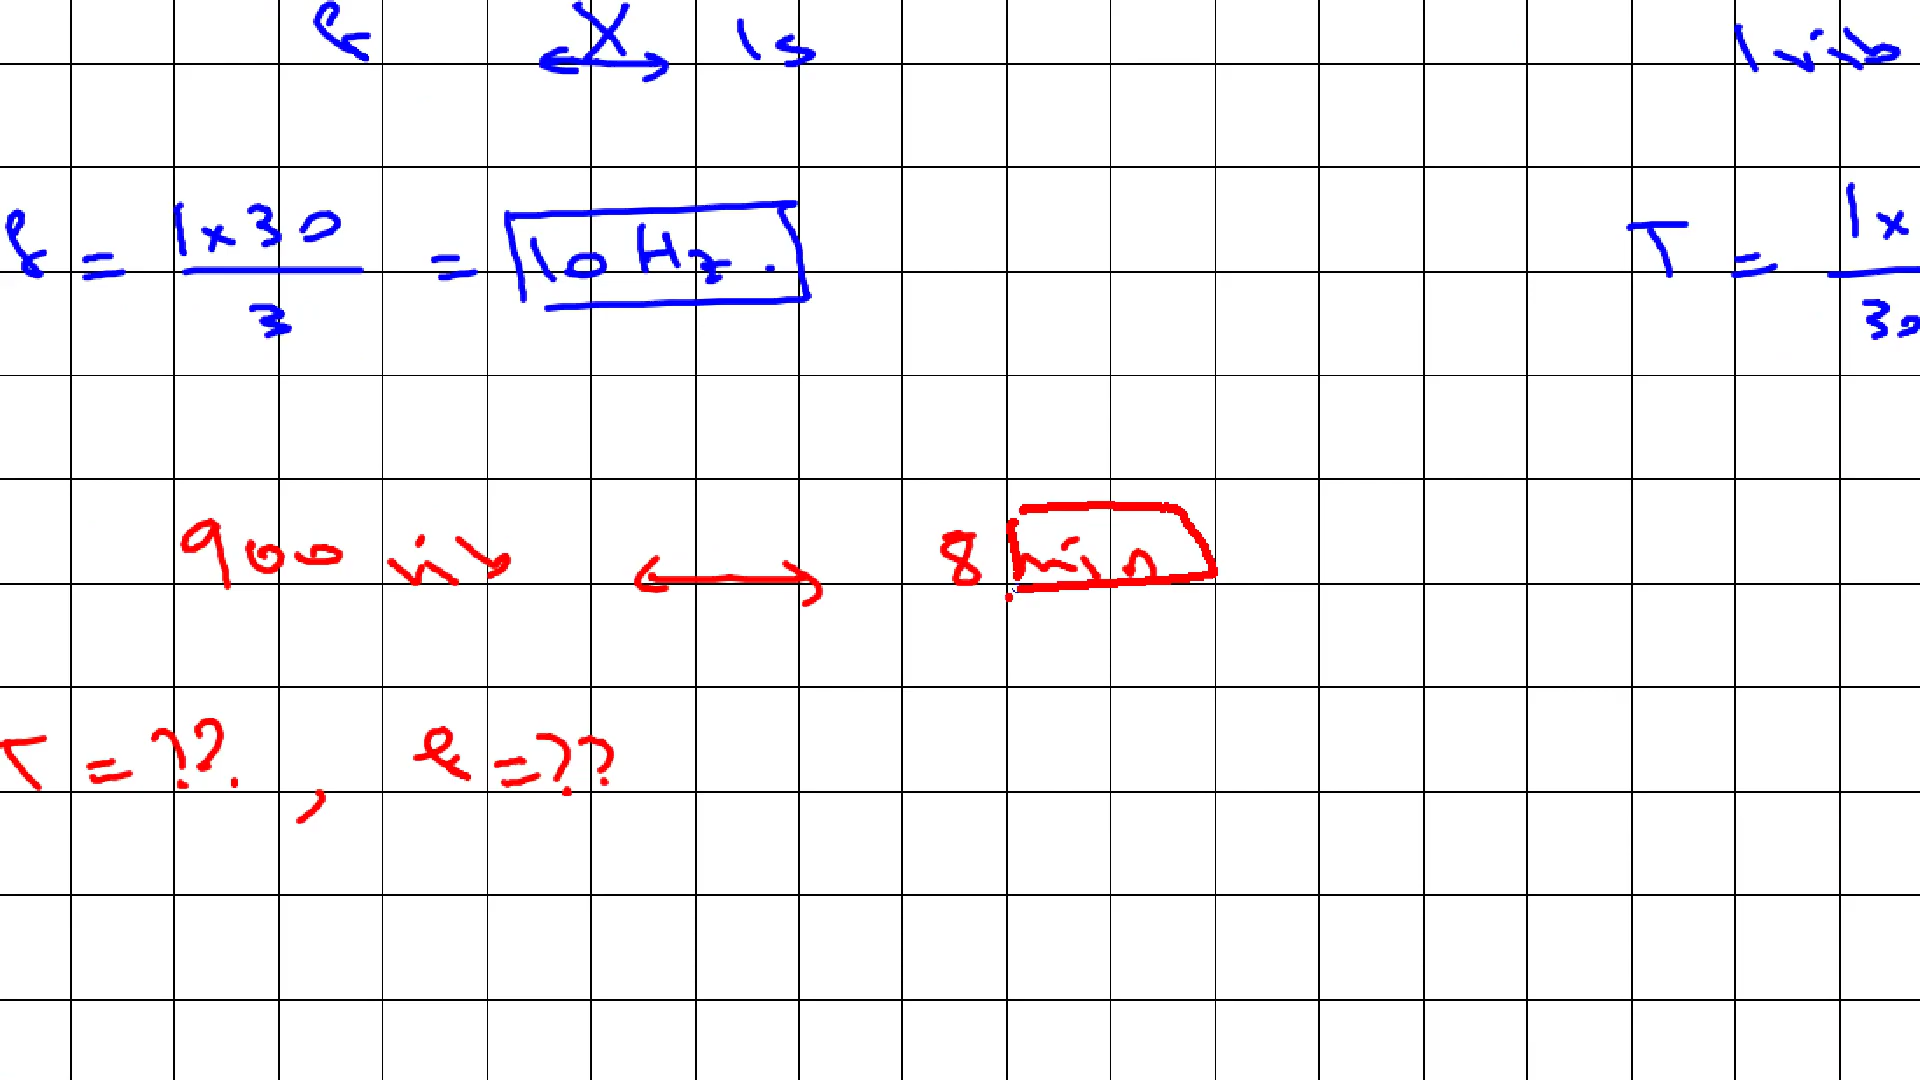 f ↔ 1s 1 vib
f = 1x30 / 3 = 10 Hz. T = 1x / 30
900 vib ↔ 8 min
T = ??. , f = ??